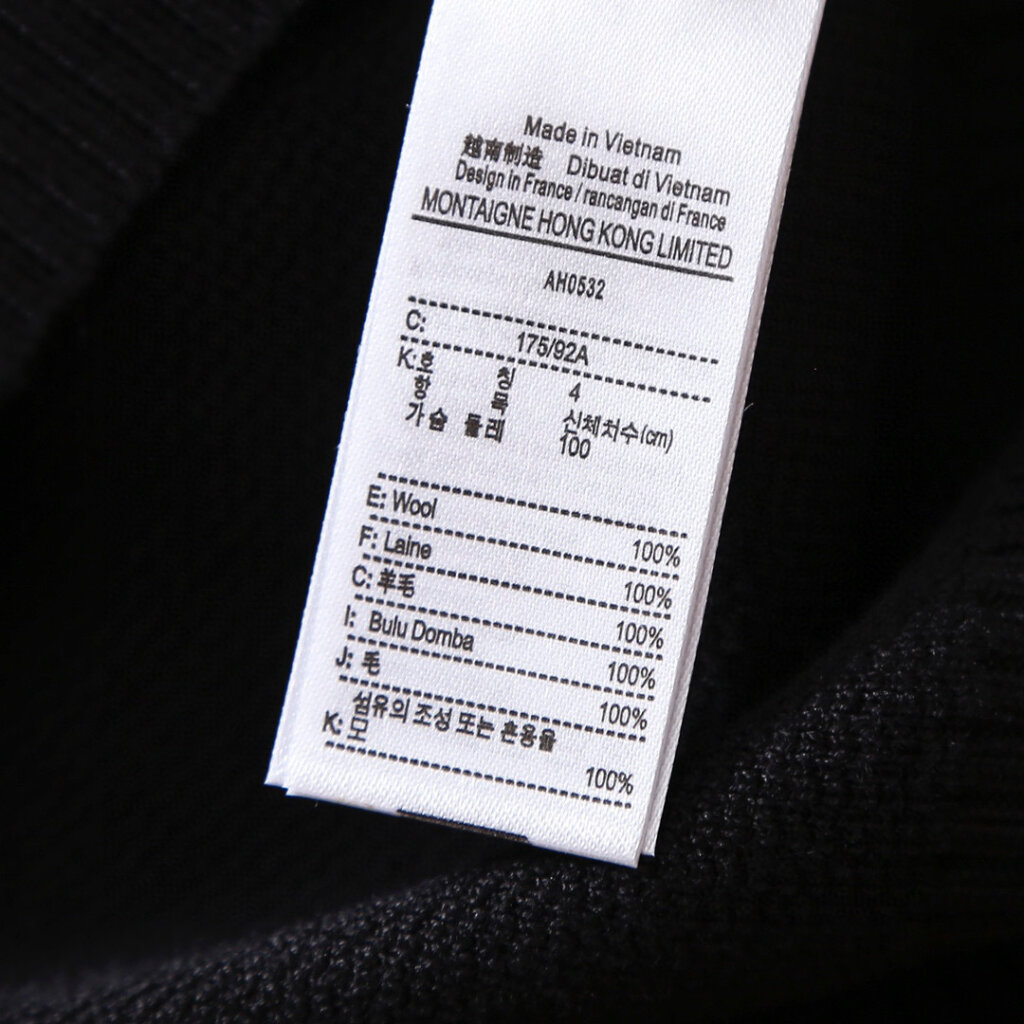 Made in Vietnam
越南制造 Dibuat di Vietnam
Design in France / rancangan di France
MONTAIGNE HONG KONG LIMITED
AH0532
C: 175/92A
K: 호 칭 4
항 목 신체처수(cm)
가슴 둘레 100
E: Wool 100%
F: Laine 100%
C: 羊毛 100%
I: Bulu Domba 100%
J: 毛 100%
섬유의 조성 또는 혼용율
K: 모 100%